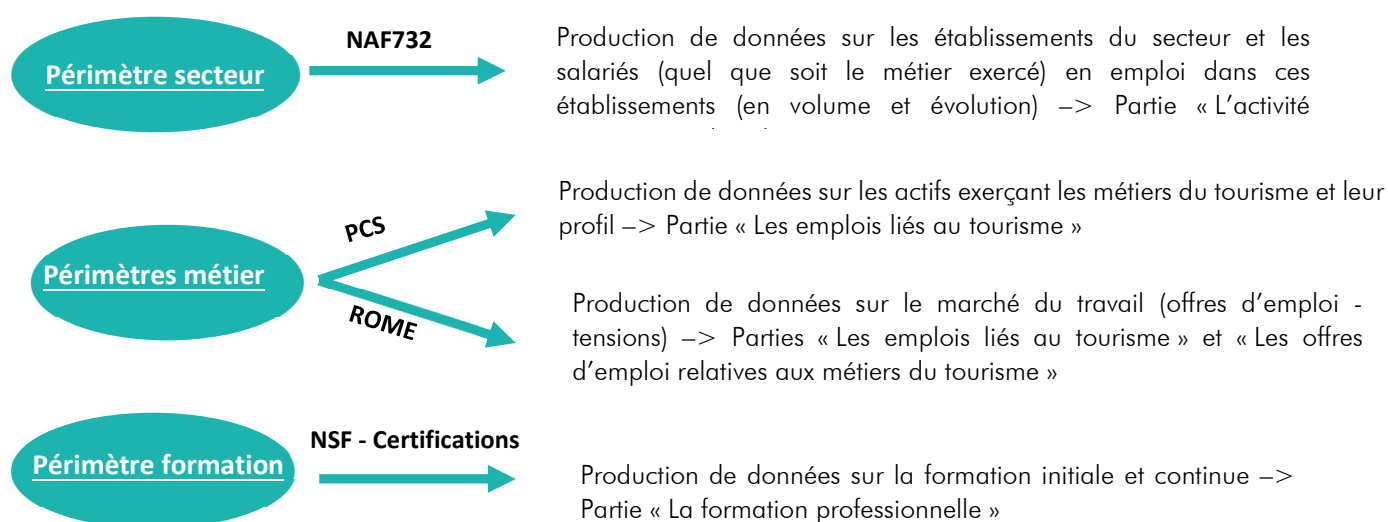 Périmètre secteur
NAF732
Production de données sur les établissements du secteur et les
salariés (quel que soit le métier exercé) en emploi dans ces
établissements (en volume et évolution) –> Partie « L’activité
Périmètres métier
PCS
Production de données sur les actifs exerçant les métiers du tourisme et leur
profil –> Partie « Les emplois liés au tourisme »
ROME
Production de données sur le marché du travail (offres d’emploi -
tensions) –> Parties « Les emplois liés au tourisme » et « Les offres
d’emploi relatives aux métiers du tourisme »
Périmètre formation
NSF - Certifications
Production de données sur la formation initiale et continue –>
Partie « La formation professionnelle »